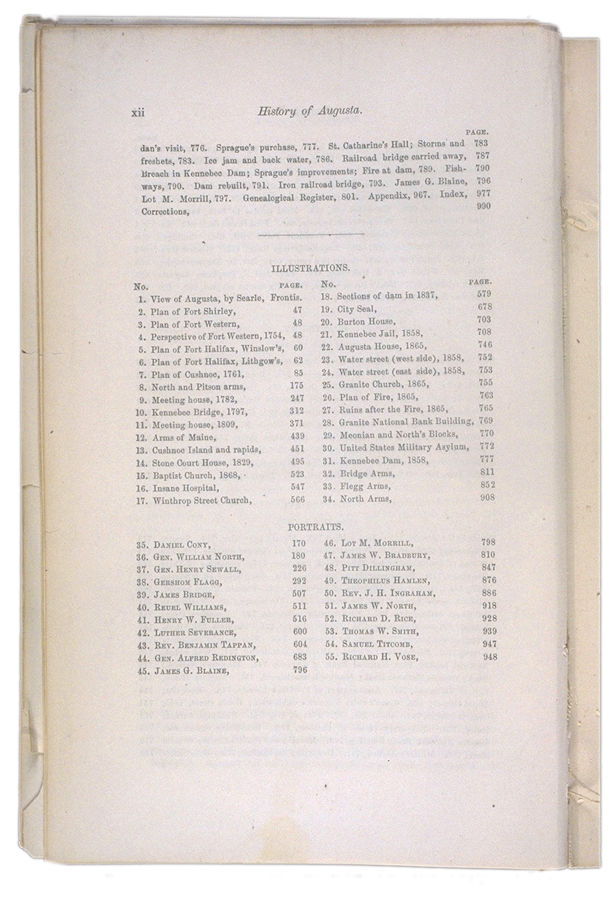 xii
History of Augusta.
PAGE.
dan's visit, 776. Sprague's purchase, 777. St. Catharine's Hall; Storms and 783
freshets, 783. Ice jam and back water, 786. Railroad bridge carried away, 787
Breach in Kennebec Dam; Sprague's improvements; Fire at dam, 789. Fish- 790
ways, 790. Dam rebuilt, 791. Iron railroad bridge, 793. James G. Blaine, 796
Lot M. Morrill, 797. Genealogical Register, 801. Appendix, 967. Index, 977
Corrections, 990
ILLUSTRATIONS.
No. PAGE.
1. View of Augusta, by Searle, Frontis.
2. Plan of Fort Shirley, 47
3. Plan of Fort Western, 48
4. Perspective of Fort Western, 1754, 48
5. Plan of Fort Halifax, Winslow's, 60
6. Plan of Fort Halifax, Lithgow's, 62
7. Plan of Cushnoc, 1761, 85
8. North and Pitson arms, 175
9. Meeting house, 1782, 247
10. Kennebec Bridge, 1797, 312
11. Meeting house, 1809, 371
12. Arms of Maine, 439
13. Cushnoc Island and rapids, 451
14. Stone Court House, 1829, 495
15. Baptist Church, 1868, 523
16. Insane Hospital, 547
17. Winthrop Street Church, 566
No. PAGE.
18. Sections of dam in 1837, 579
19. City Seal, 678
20. Burton House, 703
21. Kennebec Jail, 1858, 708
22. Augusta House, 1865, 746
23. Water street (west side), 1858, 752
24. Water street (east side), 1858, 753
25. Granite Church, 1865, 755
26. Plan of Fire, 1865, 763
27. Ruins after the Fire, 1865, 765
28. Granite National Bank Building, 769
29. Meonian and North's Blocks, 770
30. United States Military Asylum, 772
31. Kennebec Dam, 1858, 777
32. Bridge Arms, 811
33. Flegg Arms, 852
34. North Arms, 908
PORTRAITS.
35. DANIEL CONY, 170
36. GEN. WILLIAM NORTH, 180
37. GEN. HENRY SEWALL, 226
38. GERSHOM FLAGG, 292
39. JAMES BRIDGE, 507
40. REUEL WILLIAMS, 511
41. HENRY W. FULLER, 516
42. LUTHER SEVERANCE, 600
43. REV. BENJAMIN TAPPAN, 604
44. GEN. ALFRED REDINGTON, 683
45. JAMES G. BLAINE, 796
46. LOT M. MORRILL, 798
47. JAMES W. BRADBURY, 810
48. PITT DILLINGHAM, 847
49. THEOPHILUS HAMLEN, 876
50. REV. J. H. INGRAHAM, 886
51. JAMES W. NORTH, 918
52. RICHARD D. RICE, 928
53. THOMAS W. SMITH, 939
54. SAMUEL TITCOMB, 947
55. RICHARD H. VOSE, 948